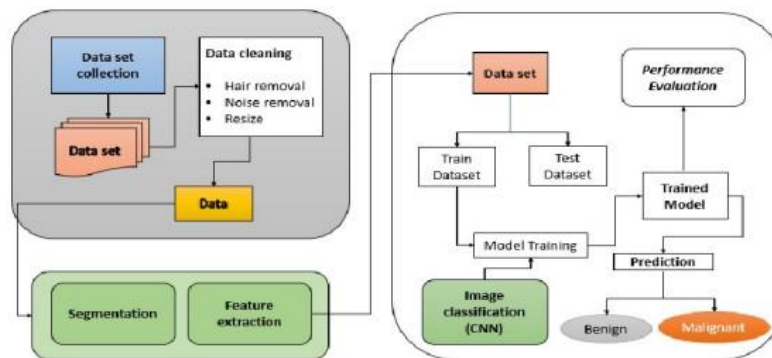 Data set
collection
Data set
Data cleaning
• Hair removal
• Noise removal
• Resize
Data
Segmentation
Feature
extraction
Data set
Train
Dataset
Test
Dataset
Model Training
Image
classification
(CNN)
Performance
Evaluation
Trained
Model
Prediction
Benign
Malignant